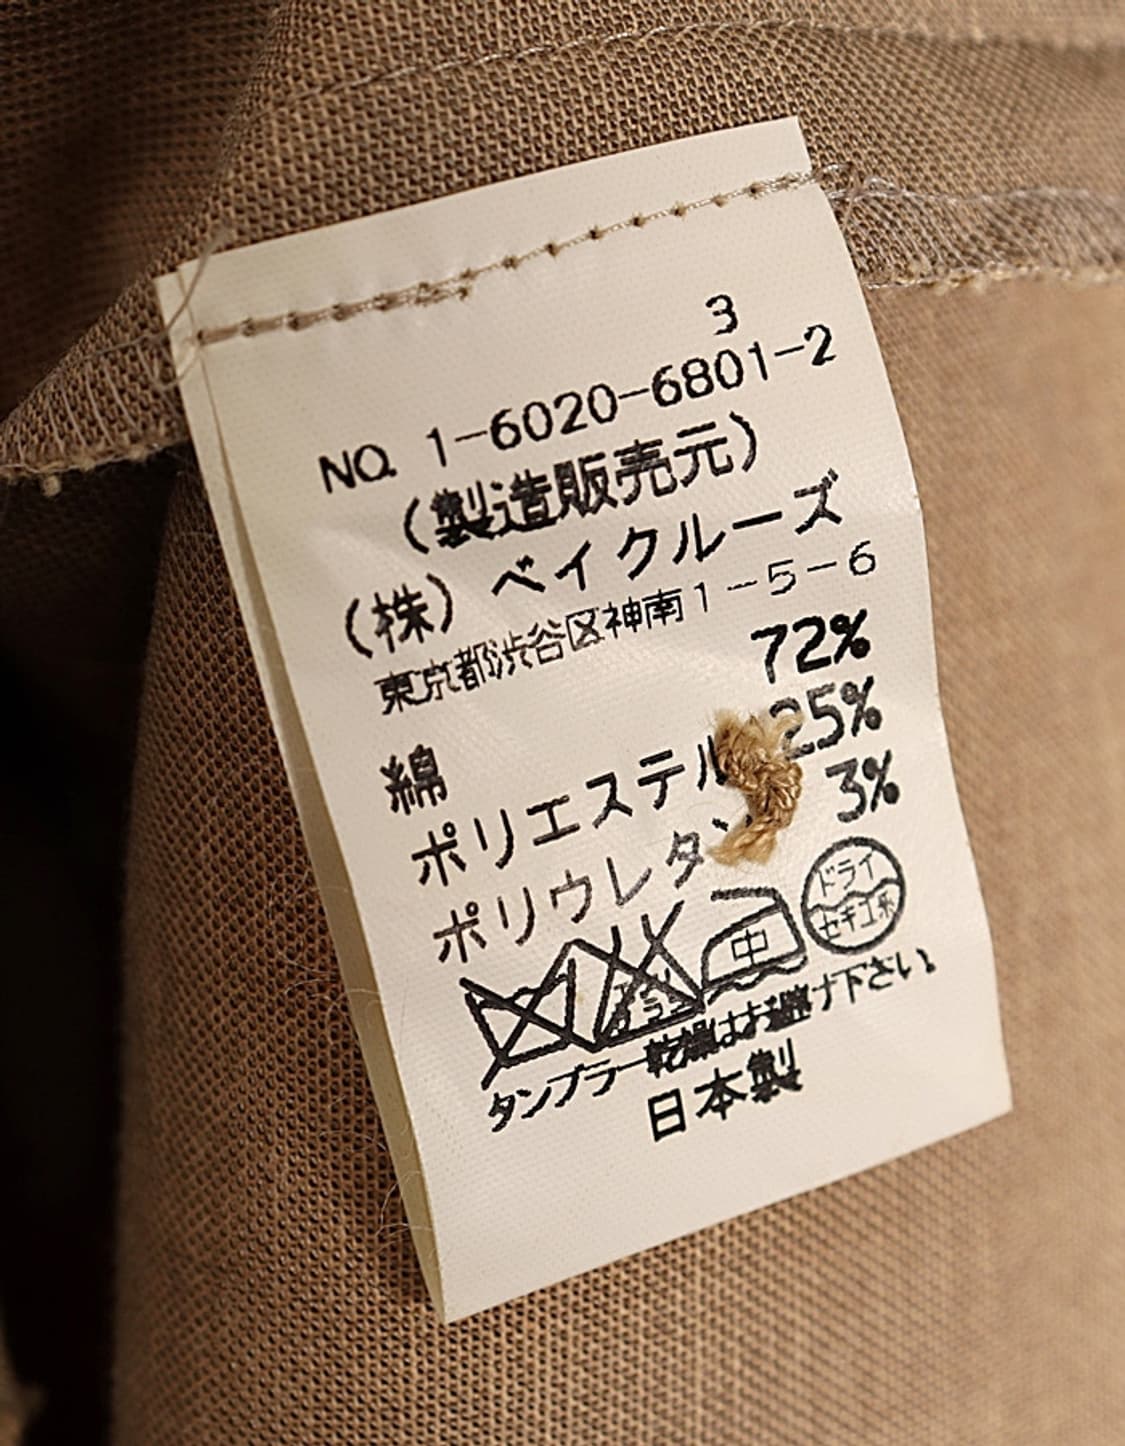 3
NO. 1-6020-6801-2
(製造販売元)
(株) ベイクルーズ
東京都渋谷区神南1-5-6
綿 72%
ポリエステル 25%
ポリウレタン 3%
中 ドライ
セキユ系
タンブラー乾燥はお避け下さい。
日本製